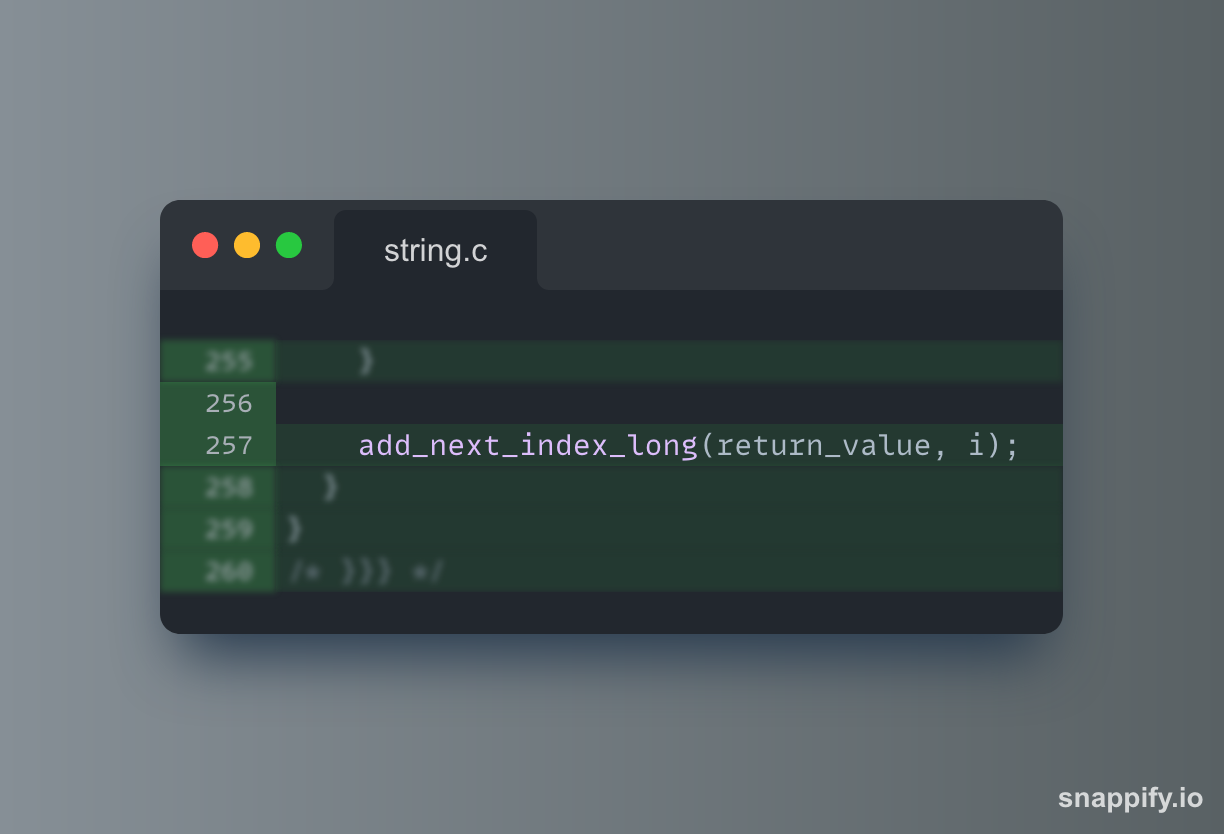 string.c
255 }
256
257 add_next_index_long(return_value, i);
258 }
259 }
260 /* }}} */
snappify.io